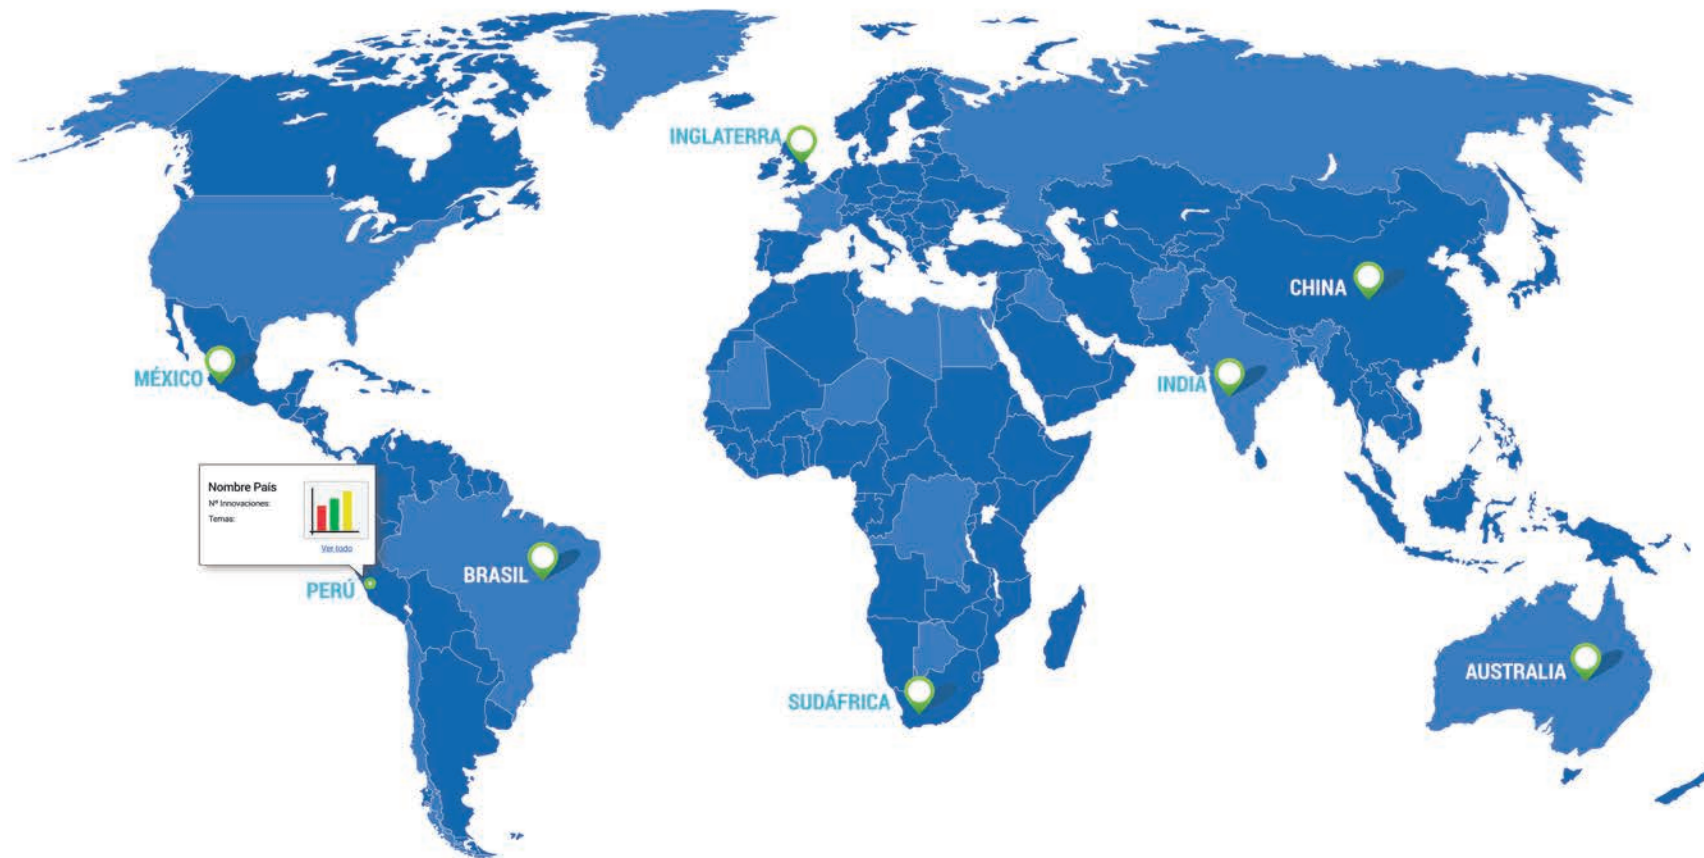 INGLATERRA
CHINA
MÉXICO
INDIA
Nombre País
Nº Innovaciones:
Temas:
Ver todo
BRASIL
PERÚ
AUSTRALIA
SUDÁFRICA